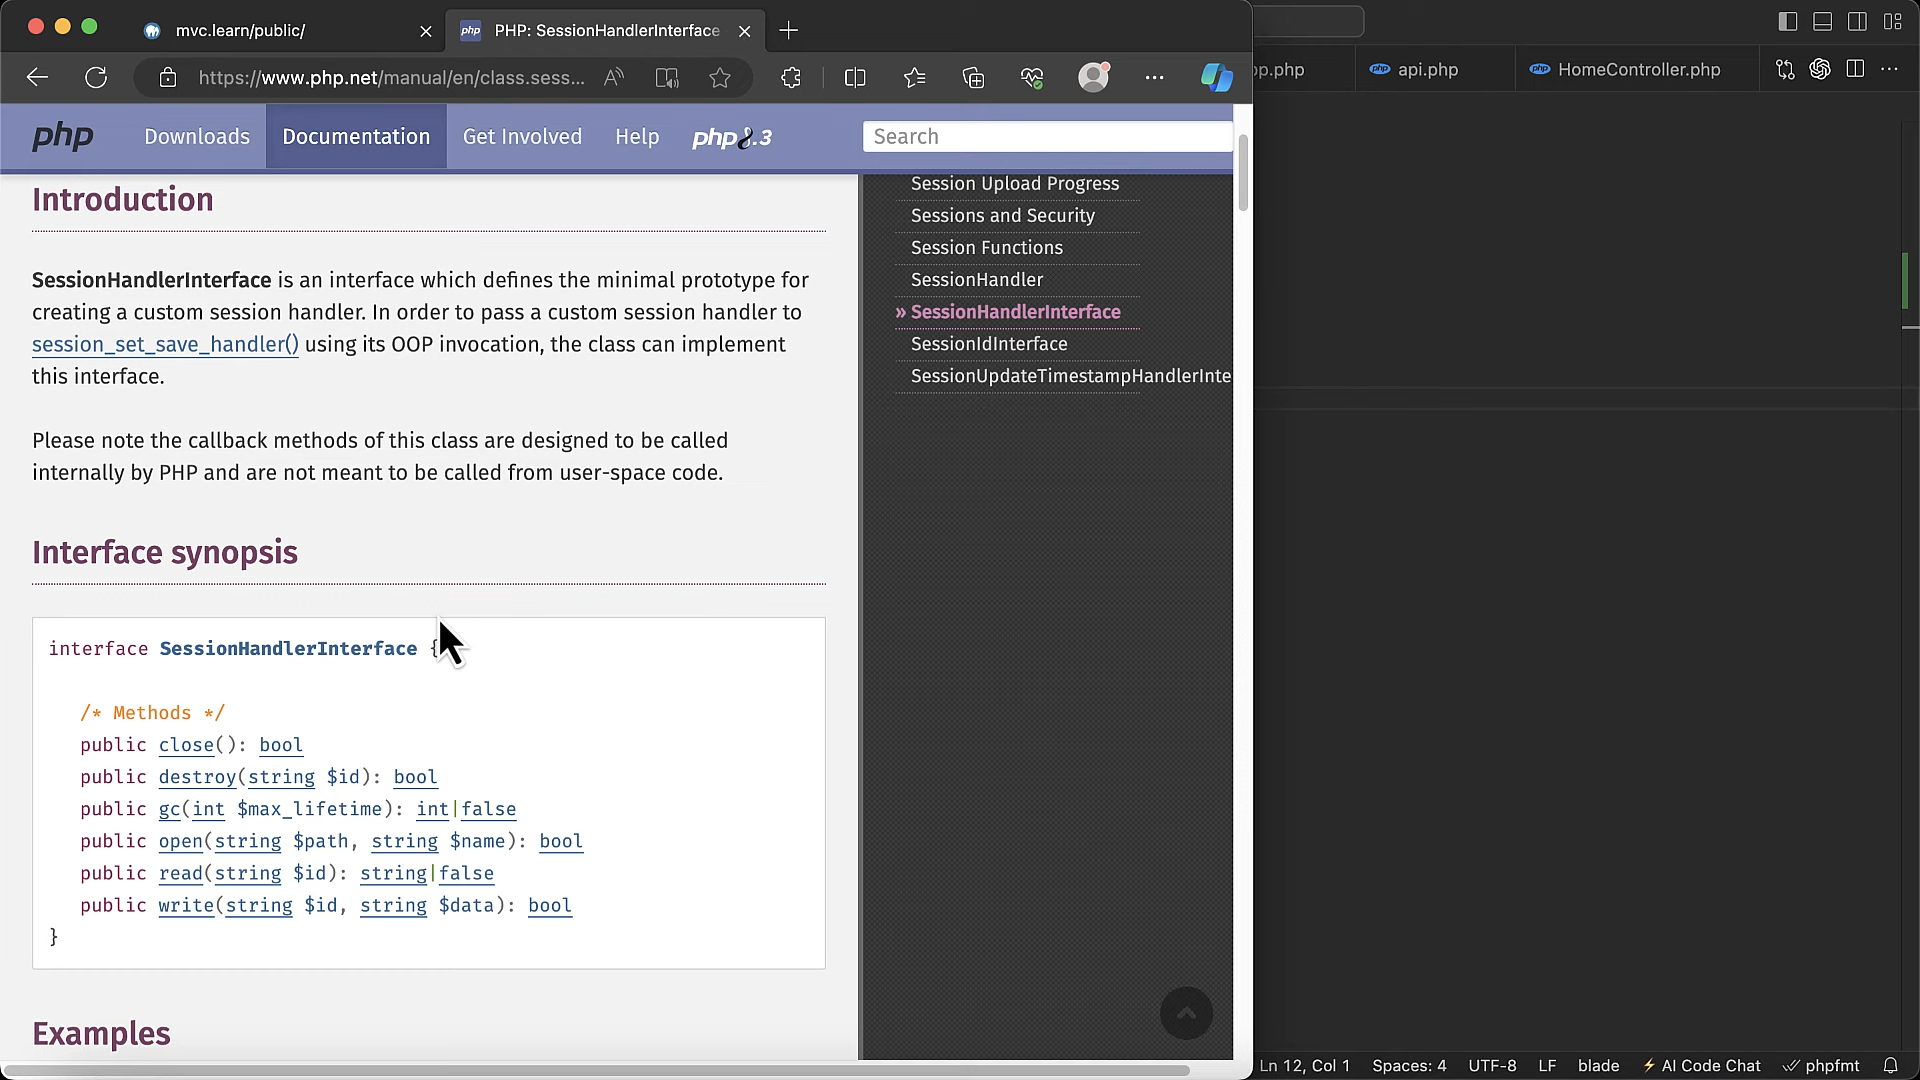 mvc.learn/public/
php PHP: SessionHandlerInterface
https://www.php.net/manual/en/class.sess...
php Downloads Documentation Get Involved Help php8.3 Search
Introduction
SessionHandlerInterface is an interface which defines the minimal prototype for
creating a custom session handler. In order to pass a custom session handler to
session_set_save_handler() using its OOP invocation, the class can implement
this interface.
Please note the callback methods of this class are designed to be called
internally by PHP and are not meant to be called from user-space code.
Interface synopsis
interface SessionHandlerInterface {
/* Methods */
public close(): bool
public destroy(string $id): bool
public gc(int $max_lifetime): int|false
public open(string $path, string $name): bool
public read(string $id): string|false
public write(string $id, string $data): bool
}
Examples
Session Upload Progress
Sessions and Security
Session Functions
SessionHandler
» SessionHandlerInterface
SessionIdInterface
SessionUpdateTimestampHandlerInte
op.php php api.php php HomeController.php
Ln 12, Col 1 Spaces: 4 UTF-8 LF blade AI Code Chat phpfmt